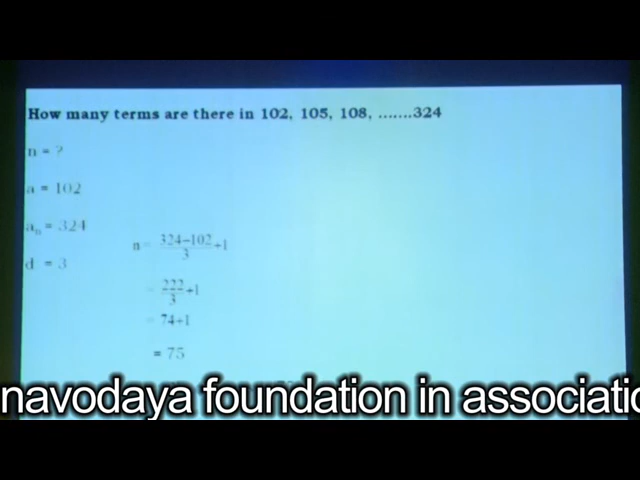 How many terms are there in 102, 105, 108, .......324
n = ?
a = 102
aₙ = 324
d = 3
n = 324−102/3 +1
= 222/3 +1
= 74+1
= 75
navodaya foundation in associatio